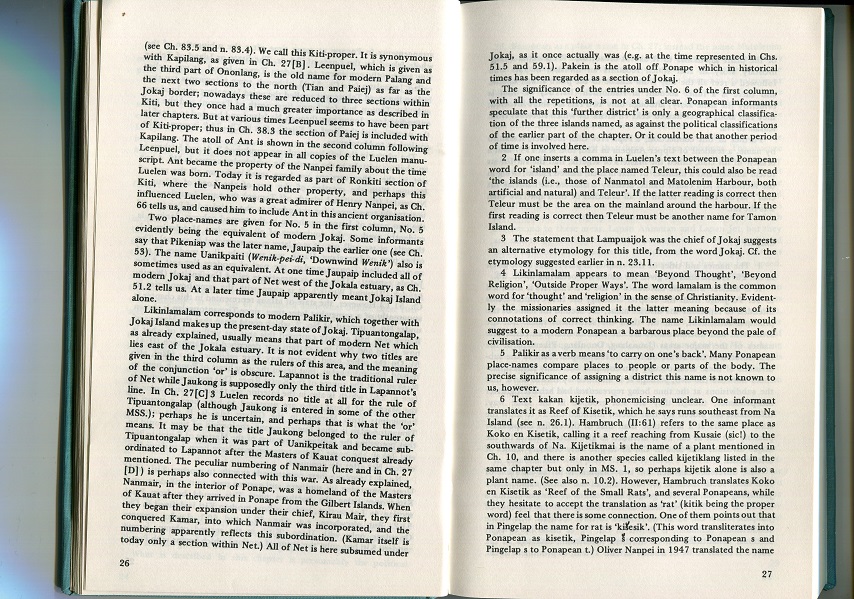 (see Ch. 83.5 and n. 83.4). We call this Kiti-proper. It is synonymous
with Kapilang, as given in Ch. 27[B]. Leenpuel, which is given as
the third part of Ononlang, is the old name for modern Palang and
the next two sections to the north (Tian and Paiej) as far as the
Jokaj border; nowadays these are reduced to three sections within
Kiti, but they once had a much greater importance as described in
later chapters. But at various times Leenpuel seems to have been part
of Kiti-proper; thus in Ch. 38.3 the section of Paiej is included with
Kapilang. The atoll of Ant is shown in the second column following
Leenpuel, but it does not appear in all copies of the Luelen manu-
script. Ant became the property of the Nanpei family about the time
Luelen was born. Today it is regarded as part of Ronkiti section of
Kiti, where the Nanpeis hold other property, and perhaps this
influenced Luelen, who was a great admirer of Henry Nanpei, as Ch.
66 tells us, and caused him to include Ant in this ancient organisation.
Two place-names are given for No. 5 in the first column, No. 5
evidently being the equivalent of modern Jokaj. Some informants
say that Pikeniap was the later name, Jaupaip the earlier one (see Ch.
53). The name Uanikpaiti (Wenik-pei-di, 'Downwind Wenik') also is
sometimes used as an equivalent. At one time Jaupaip included all of
modern Jokaj and that part of Net west of the Jokala estuary, as Ch.
51.2 tells us. At a later time Jaupaip apparently meant Jokaj Island
alone.
Likinlamalam corresponds to modern Palikir, which together with
Jokaj Island makes up the present-day state of Jokaj. Tipuantongalap,
as already explained, usually means that part of modern Net which
lies east of the Jokala estuary. It is not evident why two titles are
given in the third column as the rulers of this area, and the meaning
of the conjunction 'or' is obscure. Lapannot is the traditional ruler
of Net while Jaukong is supposedly only the third title in Lapannot's
line. In Ch. 27[C]3 Luelen records no title at all for the rule of
Tipuantongalap (although Jaukong is entered in some of the other
MSS.); perhaps he is uncertain, and perhaps that is what the 'or'
means. It may be that the title Jaukong belonged to the ruler of
Tipuantongalap when it was part of Uanikpeitak and became sub-
ordinated to Lapannot after the Masters of Kauat conquest already
mentioned. The peculiar numbering of Nanmair (here and in Ch. 27
[D]) is perhaps also connected with this war. As already explained,
Nanmair, in the interior of Ponape, was a homeland of the Masters
of Kauat after they arrived in Ponape from the Gilbert Islands. When
they began their expansion under their chief, Kirau Mair, they first
conquered Kamar, into which Nanmair was incorporated, and the
numbering apparently reflects this subordination. (Kamar itself is
today only a section within Net.) All of Net is here subsumed under
26
Jokaj, as it once actually was (e.g. at the time represented in Chs.
51.5 and 59.1). Pakein is the atoll off Ponape which in historical
times has been regarded as a section of Jokaj.
The significance of the entries under No. 6 of the first column,
with all the repetitions, is not at all clear. Ponapean informants
speculate that this 'further district' is only a geographical classifica-
tion of the three islands named, as against the political classifications
of the earlier part of the chapter. Or it could be that another period
of time is involved here.
2 If one inserts a comma in Luelen's text between the Ponapean
word for 'island' and the place named Teleur, this could also be read
'the islands (i.e., those of Nanmatol and Matolenim Harbour, both
artificial and natural) and Teleur'. If the latter reading is correct then
Teleur must be the area on the mainland around the harbour. If the
first reading is correct then Teleur must be another name for Tamon
Island.
3 The statement that Lampuaijok was the chief of Jokaj suggests
an alternative etymology for this title, from the word Jokaj. Cf. the
etymology suggested earlier in n. 23.11.
4 Likinlamalam appears to mean 'Beyond Thought', 'Beyond
Religion', 'Outside Proper Ways'. The word lamalam is the common
word for 'thought' and 'religion' in the sense of Christianity. Evident-
ly the missionaries assigned it the latter meaning because of its
connotations of correct thinking. The name Likinlamalam would
suggest to a modern Ponapean a barbarous place beyond the pale of
civilisation.
5 Palikir as a verb means 'to carry on one's back'. Many Ponapean
place-names compare places to people or parts of the body. The
precise significance of assigning a district this name is not known to
us, however.
6 Text kakan kijetik, phonemicising unclear. One informant
translates it as Reef of Kisetik, which he says runs southeast from Na
Island (see n. 26.1). Hambruch (II:61) refers to the same place as
Koko en Kisetik, calling it a reef reaching from Kusaie (sic!) to the
southwards of Na. Kijetikmai is the name of a plant mentioned in
Ch. 10, and there is another species called kijetiklang listed in the
same chapter but only in MS. 1, so perhaps kijetik alone is also a
plant name. (See also n. 10.2). However, Hambruch translates Koko
en Kisetik as 'Reef of the Small Rats', and several Ponapeans, while
they hesitate to accept the translation as 'rat' (kitik being the proper
word) feel that there is some connection. One of them points out that
in Pingelap the name for rat is 'kitesik'. (This word transliterates into
Ponapean as kisetik, Pingelap corresponding to Ponapean s and
Pingelap s to Ponapean t.) Oliver Nanpei in 1947 translated the name
27